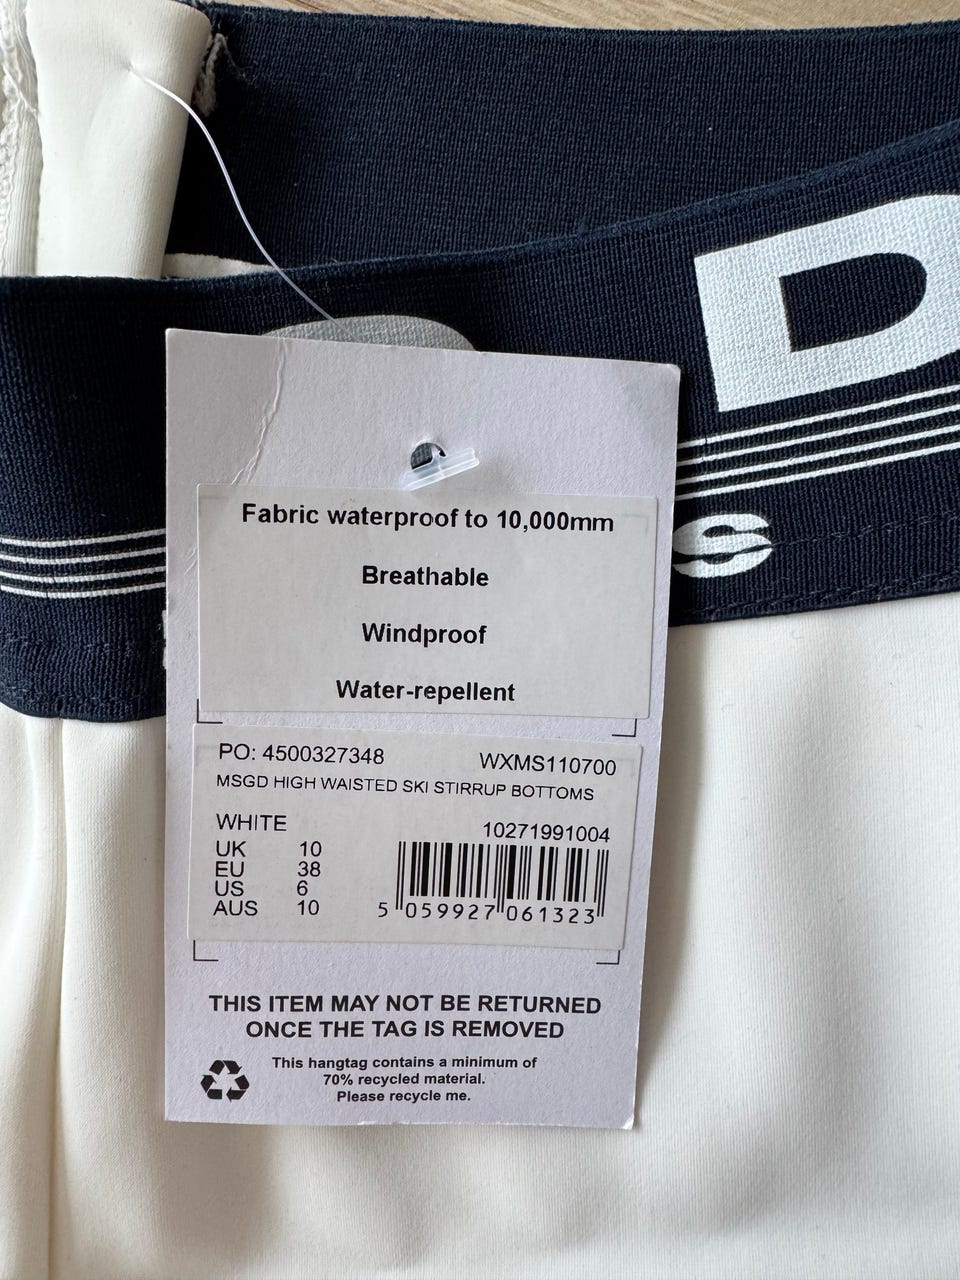 D
S
Fabric waterproof to 10,000mm
Breathable
Windproof
Water-repellent
PO: 4500327348 WXMS110700
MSGD HIGH WAISTED SKI STIRRUP BOTTOMS
WHITE 10271991004
UK 10
EU 38
US 6
AUS 10
5 059927 061323
THIS ITEM MAY NOT BE RETURNED
ONCE THE TAG IS REMOVED
This hangtag contains a minimum of
70% recycled material.
Please recycle me.